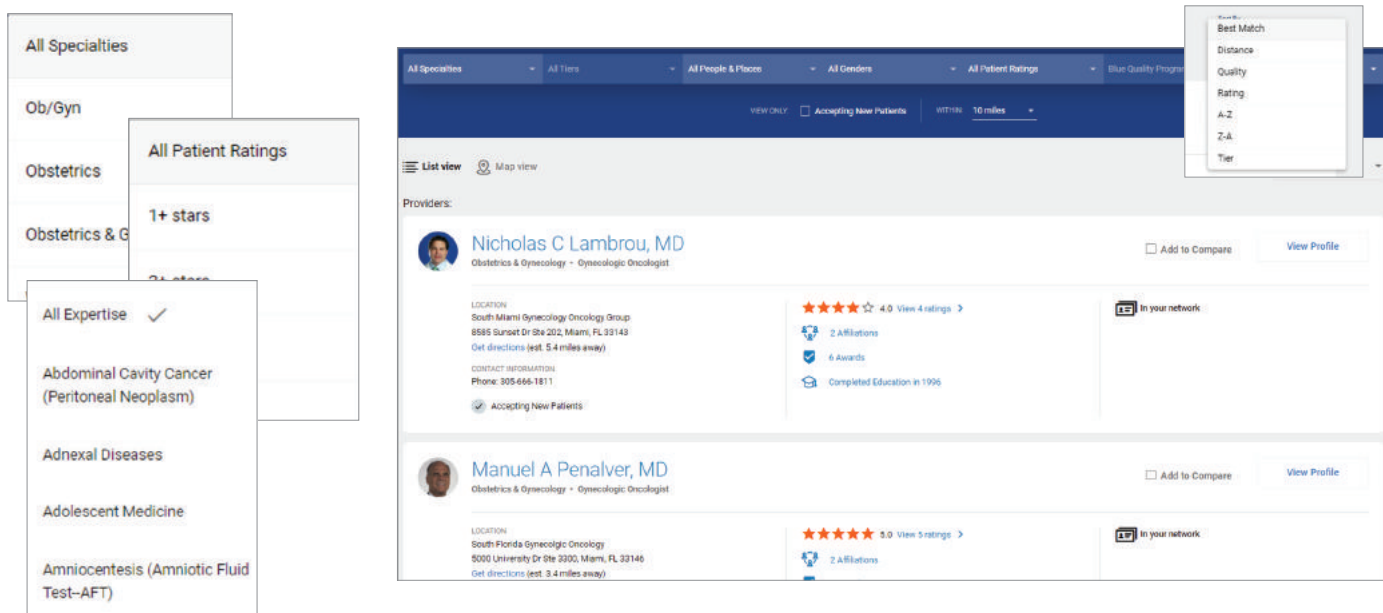 All Specialties
Ob/Gyn
Obstetrics
Obstetrics & G
All Patient Ratings
1+ stars
2+ stars
All Expertise
Abdominal Cavity Cancer
(Peritoneal Neoplasm)
Adnexal Diseases
Adolescent Medicine
Amniocentesis (Amniotic Fluid
Test–AFT)
All Specialties All Tiers All People & Places All Genders All Patient Ratings Blue Quality Program
VIEW ONLY Accepting New Patients WITHIN 10 miles
Best Match
Distance
Quality
Rating
A-Z
Z-A
Tier
List view Map view
Providers:
Nicholas C Lambrou, MD Add to Compare View Profile
Obstetrics & Gynecology • Gynecologic Oncologist
LOCATION
South Miami Gynecology Oncology Group
8585 Sunset Dr Ste 202, Miami, FL 33143
Get directions (est. 5.4 miles away)
CONTACT INFORMATION
Phone: 305-666-1811
Accepting New Patients
4.0 View 4 ratings >
2 Affiliations
6 Awards
Completed Education in 1996
In your network
Manuel A Penalver, MD Add to Compare View Profile
Obstetrics & Gynecology • Gynecologic Oncologist
LOCATION
South Florida Gynecolgic Oncology
5000 University Dr Ste 3300, Miami, FL 33146
Get directions (est. 3.4 miles away)
5.0 View 5 ratings >
2 Affiliations
In your network